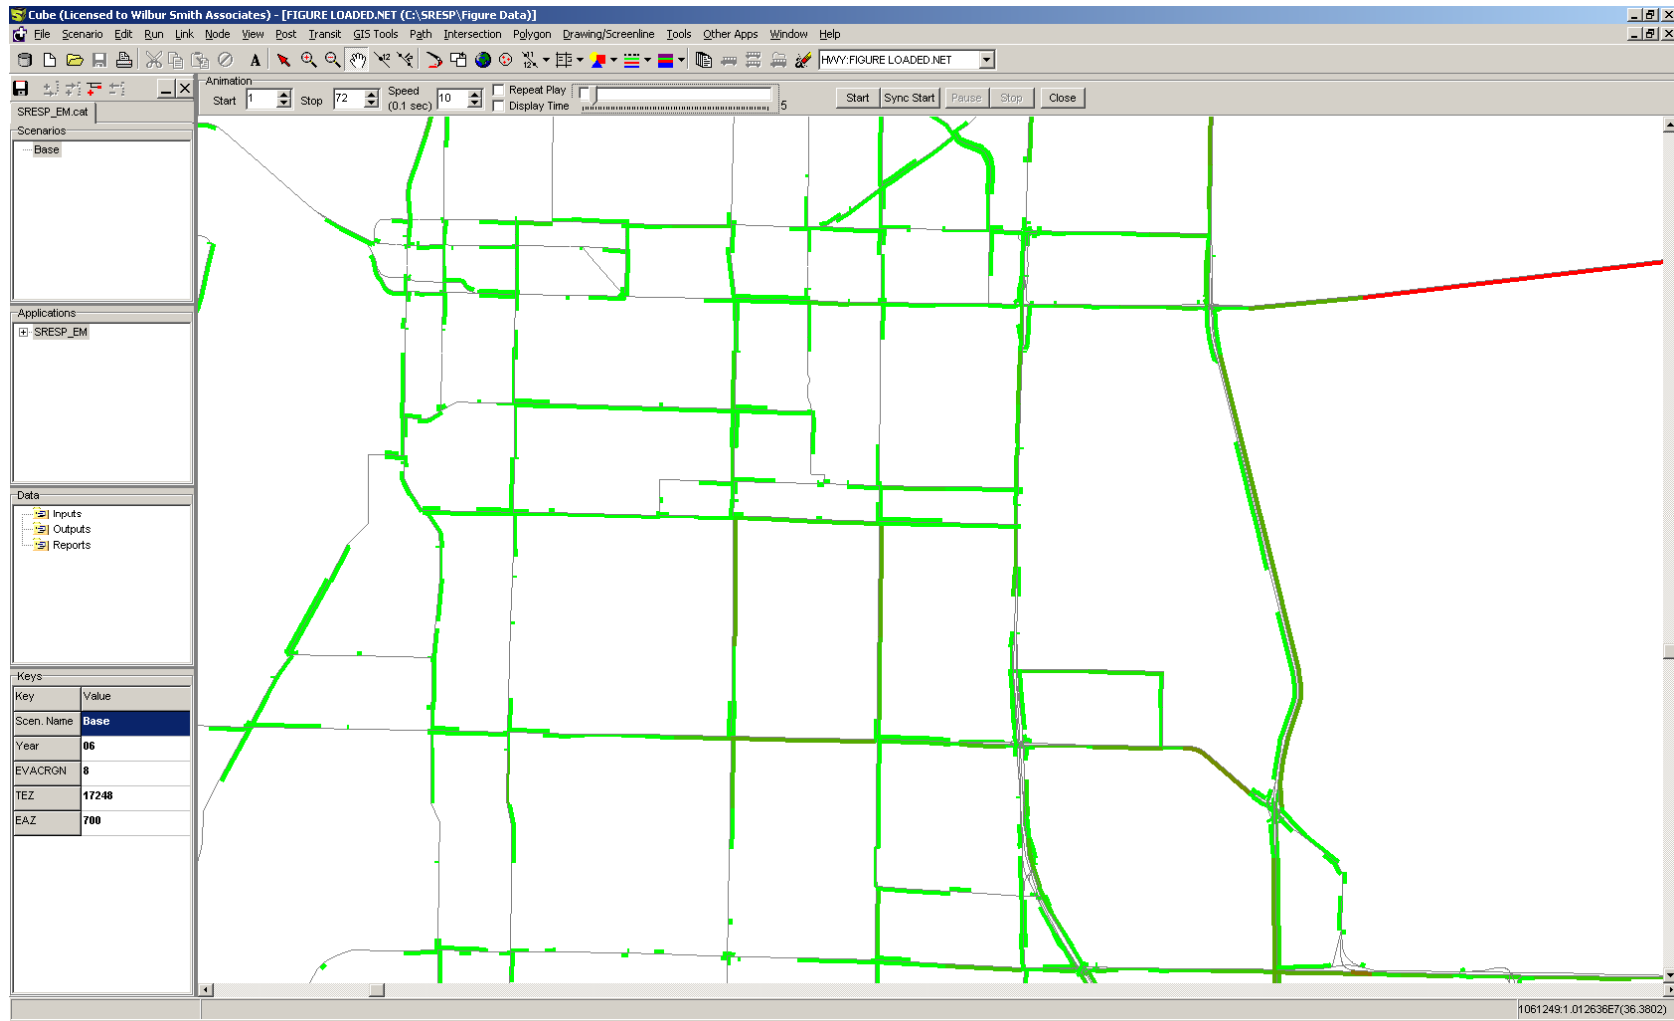 Cube (Licensed to Wilbur Smith Associates) - [FIGURE LOADED.NET (C:\SRESP\Figure Data)]
File Scenario Edit Run Link Node View Post Transit GIS Tools Path Intersection Polygon Drawing/Screenline Tools Other Apps Window Help
HWY:FIGURE LOADED.NET
Animation
Start 1 Stop 72 Speed (0.1 sec) 10 Repeat Play Display Time 5 Start Sync Start Pause Stop Close
SRESP_EM.cat
Scenarios
Base
Applications
SRESP_EM
Data
Inputs
Outputs
Reports
Keys
Key Value
Scen. Name Base
Year 06
EVACRGN 8
TEZ 17248
EAZ 700
1061249:1.012636E7(36.3802)